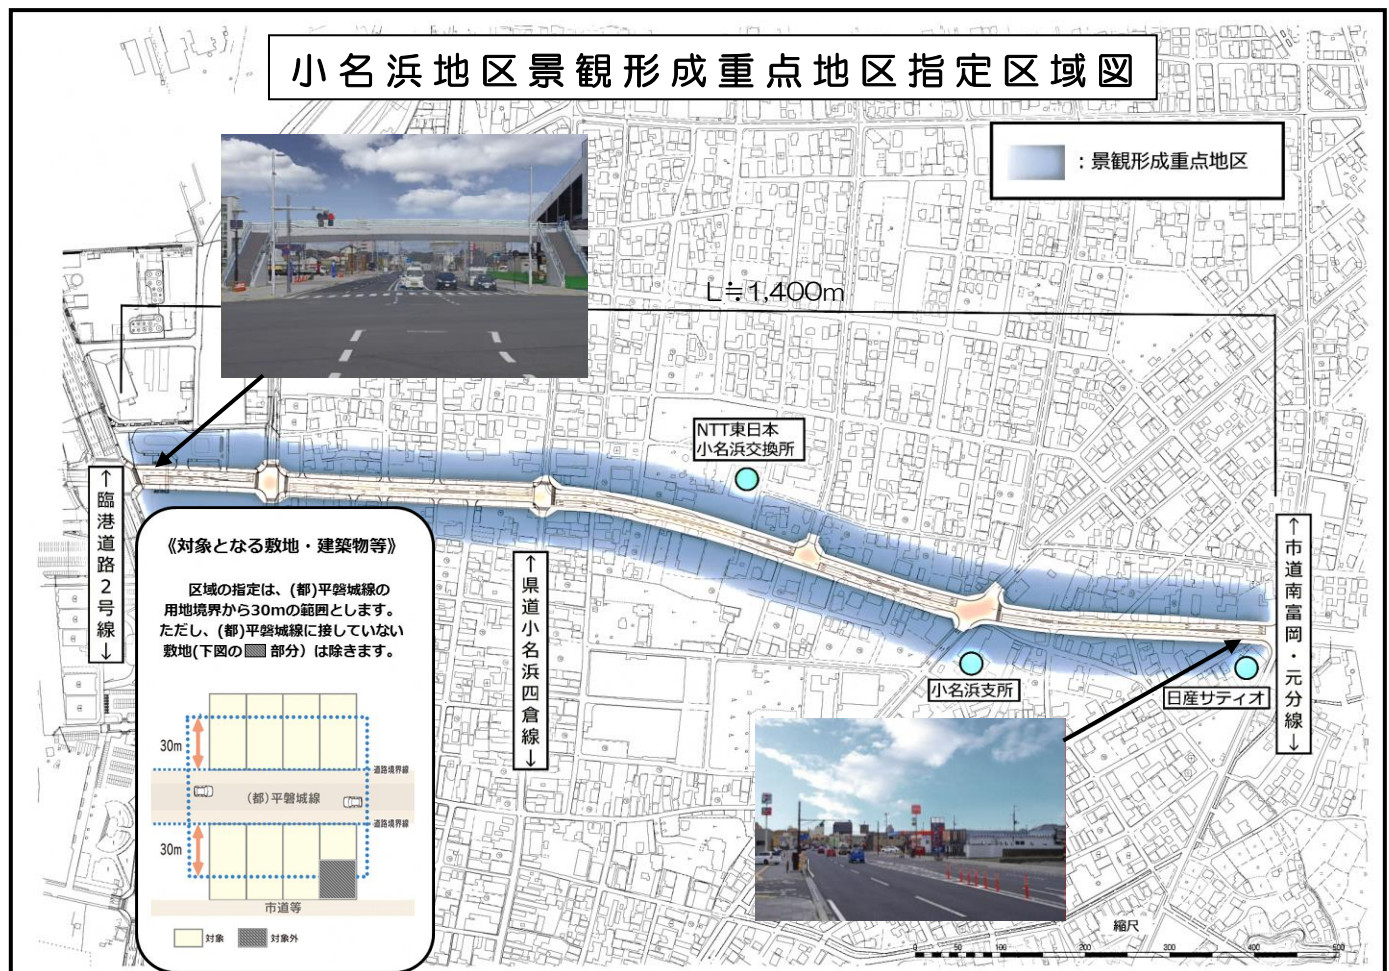 小名浜地区景観形成重点地区指定区域図
：景観形成重点地区
L≒1,400m
NTT東日本
小名浜交換所
↑臨港道路2号線↓
↑県道小名浜四倉線↓
↑市道南富岡・元分線↓
小名浜支所
日産サティオ
《対象となる敷地・建築物等》
区域の指定は、(都)平磐城線の
用地境界から30mの範囲とします。
ただし、(都)平磐城線に接していない
敷地(下図の 部分）は除きます。
30m
道路境界線
(都)平磐城線
道路境界線
30m
市道等
対象
対象外
縮尺
0 50 100 200 300 400 500